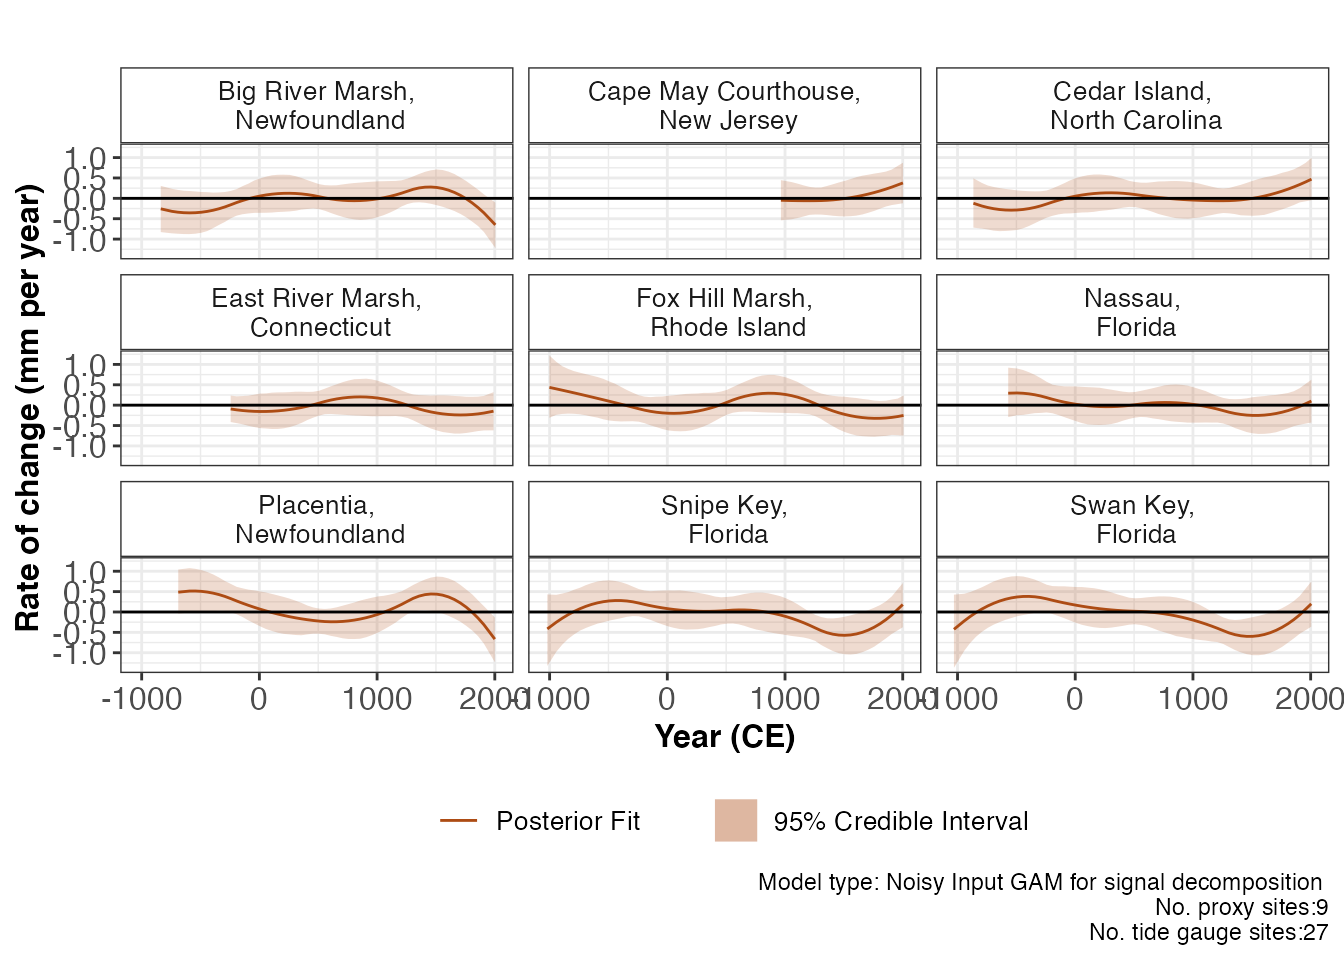 Big River Marsh,
Newfoundland
Cape May Courthouse,
New Jersey
Cedar Island,
North Carolina
1.0
0.5
0.0
-0.5
-1.0
East River Marsh,
Connecticut
Fox Hill Marsh,
Rhode Island
Nassau,
Florida
1.0
0.5
0.0
-0.5
-1.0
Placentia,
Newfoundland
Snipe Key,
Florida
Swan Key,
Florida
1.0
0.5
0.0
-0.5
-1.0
Rate of change (mm per year)
-1000 0 1000 2000
-1000 0 1000 2000
-1000 0 1000 2000
Year (CE)
Posterior Fit
95% Credible Interval
Model type: Noisy Input GAM for signal decomposition
No. proxy sites:9
No. tide gauge sites:27